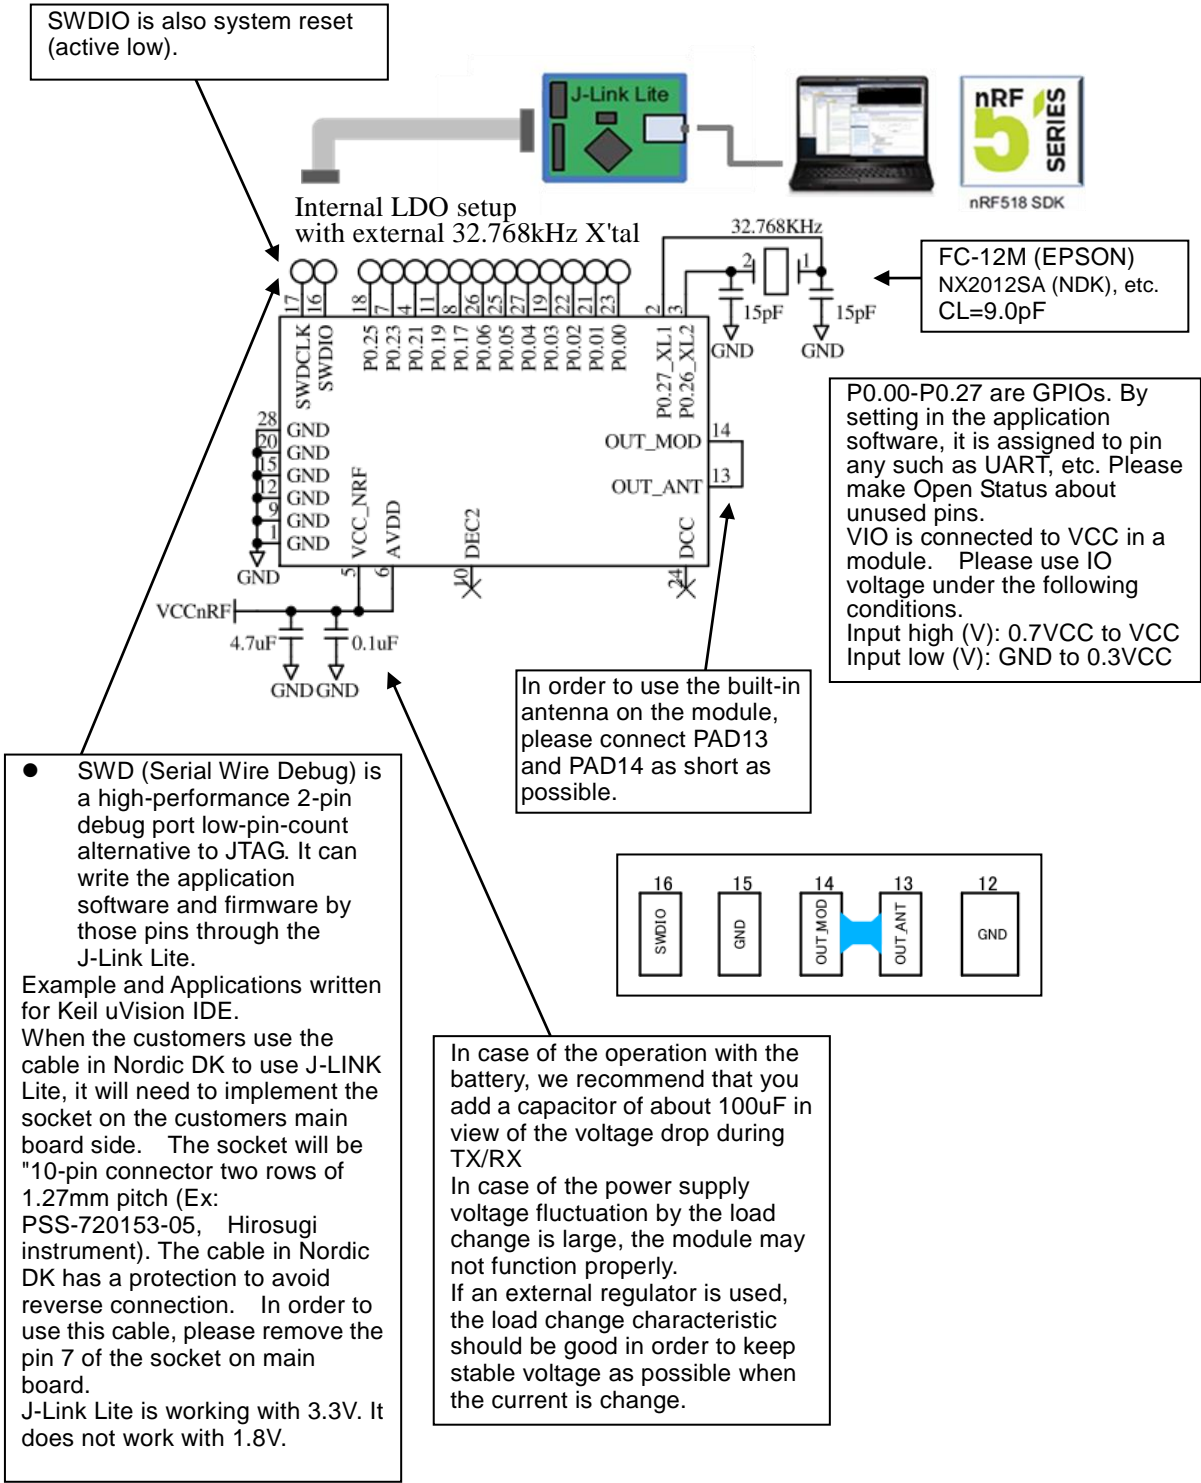 SWDIO is also system reset
(active low).
J-Link Lite
nRF
5
SERIES
nRF518 SDK
Internal LDO setup
with external 32.768kHz X'tal
32.768KHz
2
1
15pF
15pF
GND
GND
FC-12M (EPSON)
NX2012SA (NDK), etc.
CL=9.0pF
17
16
18
7
4
11
8
26
25
27
19
22
21
23
2
3
SWDCLK
SWDIO
P0.25
P0.23
P0.21
P0.19
P0.17
P0.06
P0.05
P0.04
P0.03
P0.02
P0.01
P0.00
P0.27_XL1
P0.26_XL2
28
GND
20
GND
15
GND
12
GND
9
GND
1
GND
GND
OUT_MOD
14
OUT_ANT
13
VCC_NRF
AVDD
DEC2
DCC
5
6
10
24
VCCnRF
4.7uF
0.1uF
GND
GND
P0.00-P0.27 are GPIOs. By
setting in the application
software, it is assigned to pin
any such as UART, etc. Please
make Open Status about
unused pins.
VIO is connected to VCC in a
module. Please use IO
voltage under the following
conditions.
Input high (V): 0.7VCC to VCC
Input low (V): GND to 0.3VCC
In order to use the built-in
antenna on the module,
please connect PAD13
and PAD14 as short as
possible.
● SWD (Serial Wire Debug) is
a high-performance 2-pin
debug port low-pin-count
alternative to JTAG. It can
write the application
software and firmware by
those pins through the
J-Link Lite.
Example and Applications written
for Keil uVision IDE.
When the customers use the
cable in Nordic DK to use J-LINK
Lite, it will need to implement the
socket on the customers main
board side. The socket will be
"10-pin connector two rows of
1.27mm pitch (Ex:
PSS-720153-05, Hirosugi
instrument). The cable in Nordic
DK has a protection to avoid
reverse connection. In order to
use this cable, please remove the
pin 7 of the socket on main
board.
J-Link Lite is working with 3.3V. It
does not work with 1.8V.
16
15
14
13
12
SWDIO
GND
OUT_MOD
OUT_ANT
GND
In case of the operation with the
battery, we recommend that you
add a capacitor of about 100uF in
view of the voltage drop during
TX/RX
In case of the power supply
voltage fluctuation by the load
change is large, the module may
not function properly.
If an external regulator is used,
the load change characteristic
should be good in order to keep
stable voltage as possible when
the current is change.